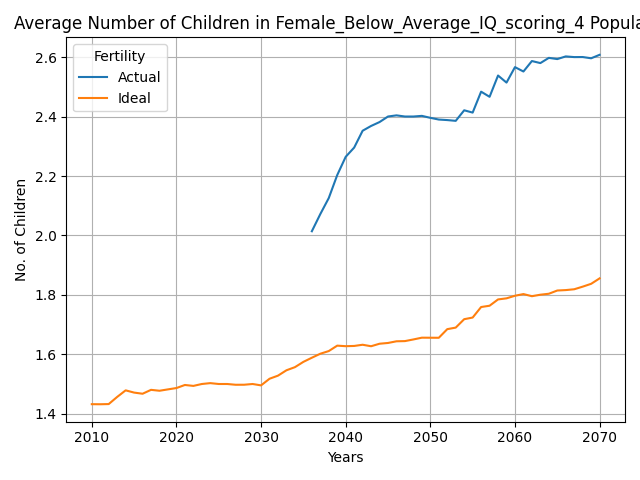 Average Number of Children in Female_Below_Average_IQ_scoring_4 Popula
Fertility
Actual
Ideal
No. of Children
2.6
2.4
2.2
2.0
1.8
1.6
1.4
2010 2020 2030 2040 2050 2060 2070
Years